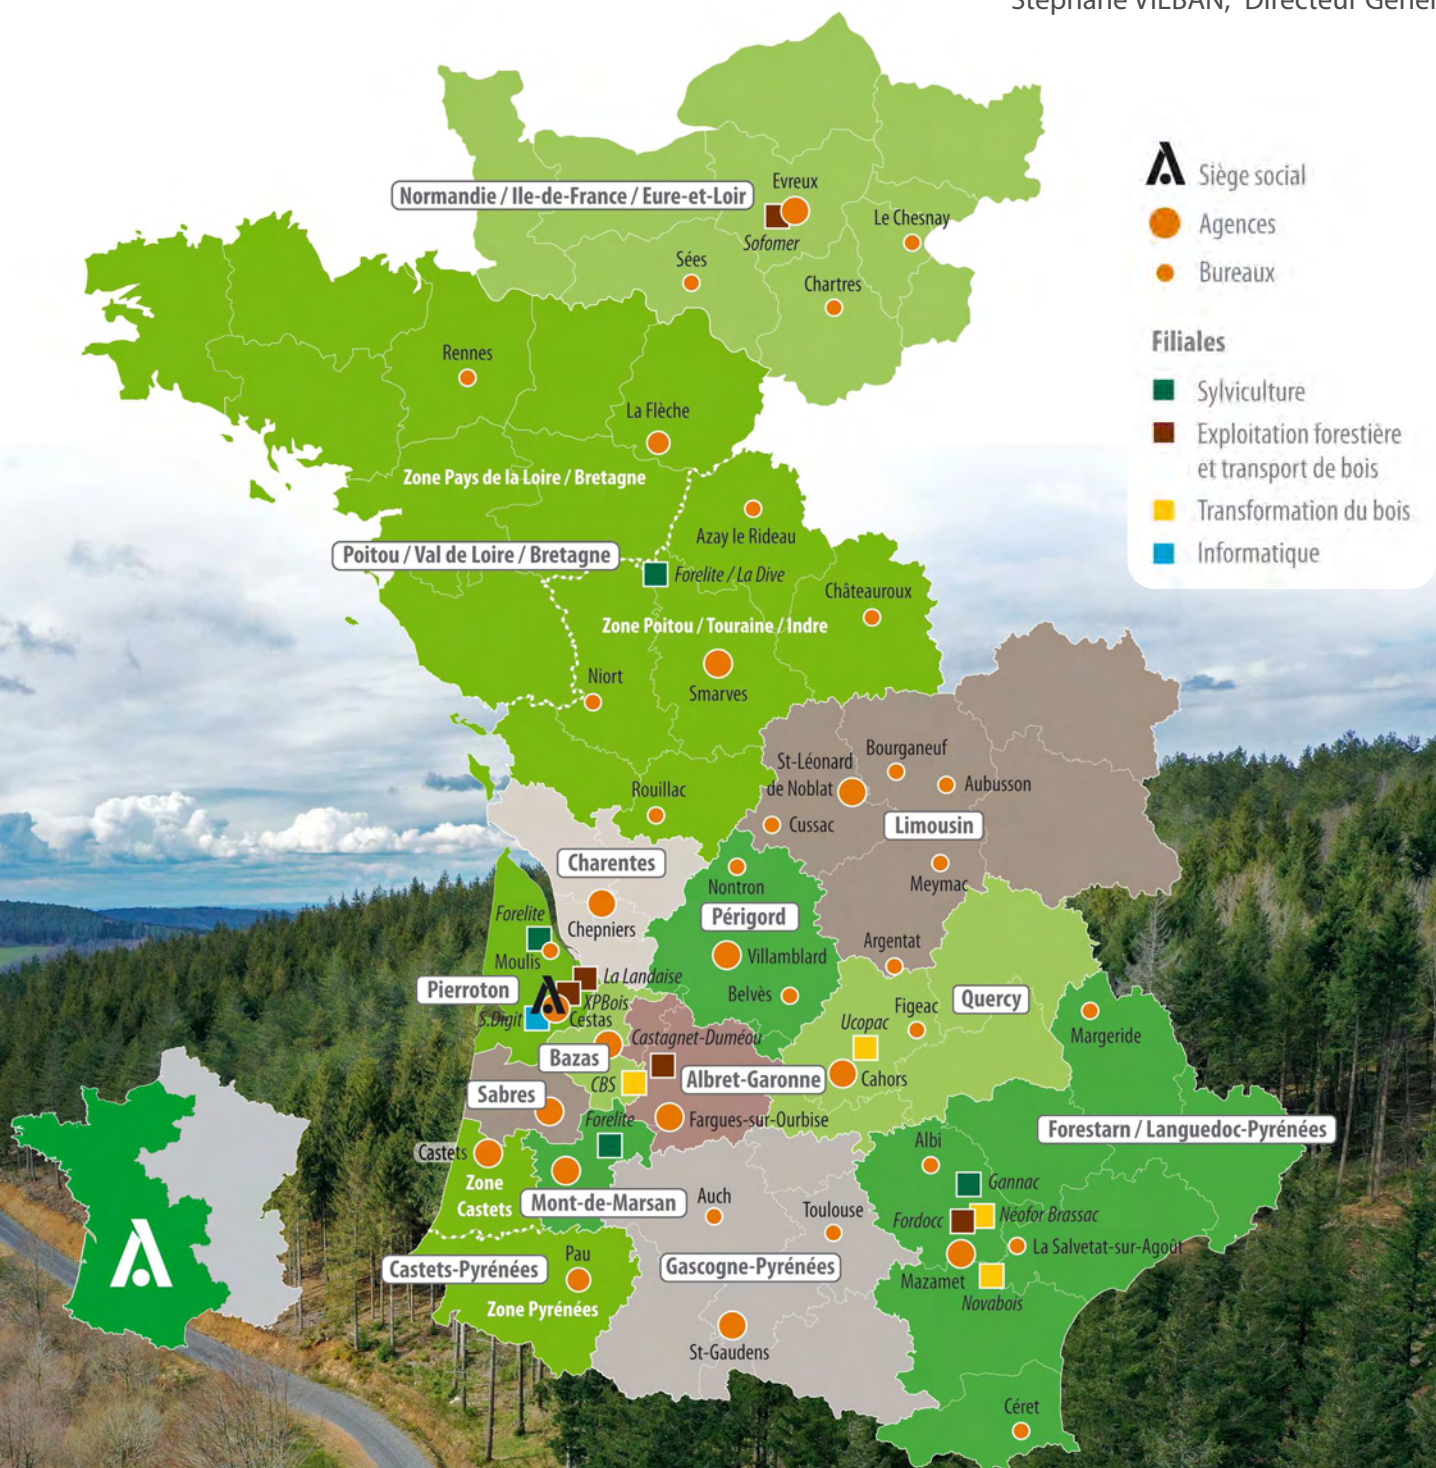 Stéphane VIÉBAN, Directeur Génér
Siège social
Agences
Bureaux
Filiales
Sylviculture
Exploitation forestière
et transport de bois
Transformation du bois
Informatique
Normandie / Ile-de-France / Eure-et-Loir
Evreux
Sofomer
Le Chesnay
Sées
Chartres
Rennes
La Flèche
Zone Pays de la Loire / Bretagne
Azay le Rideau
Poitou / Val de Loire / Bretagne
Forelite / La Dive
Châteauroux
Zone Poitou / Touraine / Indre
Niort
Smarves
St-Léonard
de Noblat
Bourganeuf
Aubusson
Rouillac
Cussac
Limousin
Charentes
Nontron
Meymac
Chepniers
Périgord
Forelite
Moulis
Villamblard
Argentat
Pierroton
La Landaise
XPBois
S.Digit
Cestas
Belvès
Figeac
Quercy
Ucopac
Margeride
Bazas
Castagnet-Duméou
CBS
Albret-Garonne
Cahors
Sabres
Forelite
Fargues-sur-Ourbise
Forestarn / Languedoc-Pyrénées
Castets
Zone
Castets
Mont-de-Marsan
Auch
Toulouse
Albi
Gannac
Fordocc
Néofor Brassac
La Salvetat-sur-Agoût
Castets-Pyrénées
Pau
Zone Pyrénées
Gascogne-Pyrénées
Mazamet
Novabois
St-Gaudens
Céret